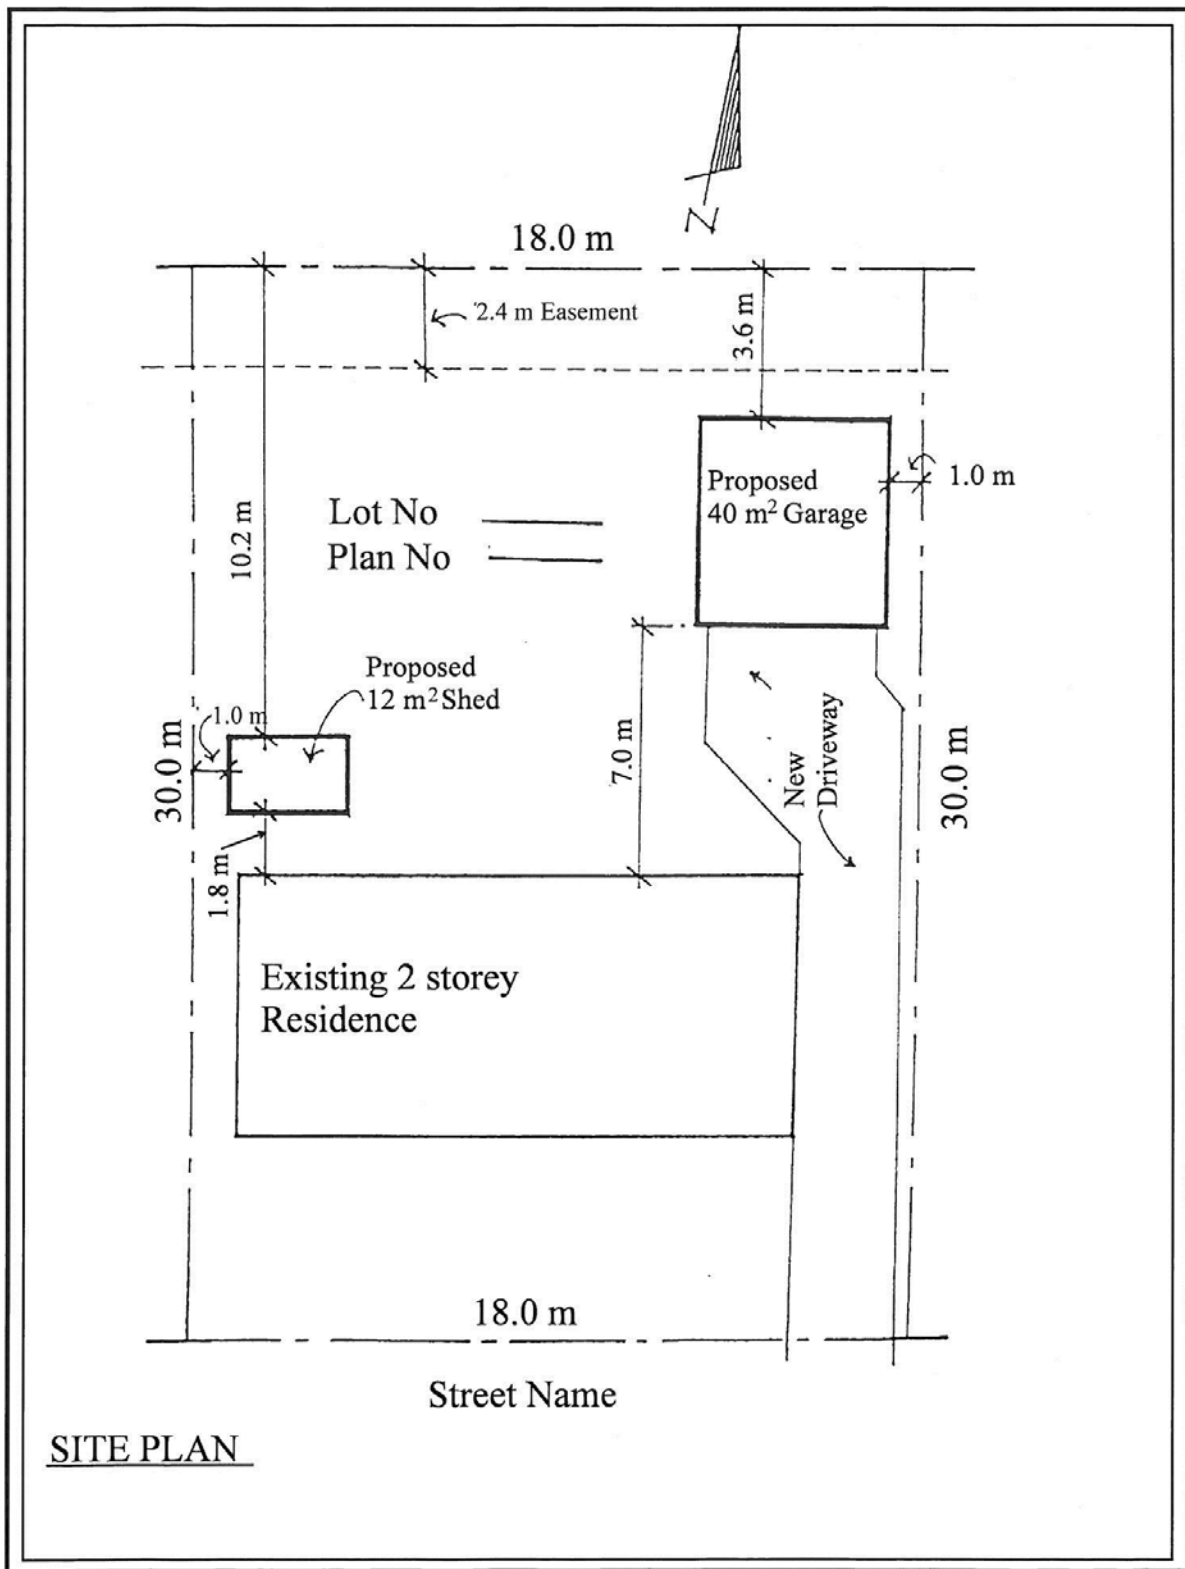 N
18.0 m
2.4 m Easement
3.6 m
Proposed
40 m² Garage
1.0 m
Lot No
Plan No
10.2 m
Proposed
12 m² Shed
1.0 m
30.0 m
7.0 m
New
Driveway
30.0 m
1.8 m
Existing 2 storey
Residence
18.0 m
Street Name
SITE PLAN